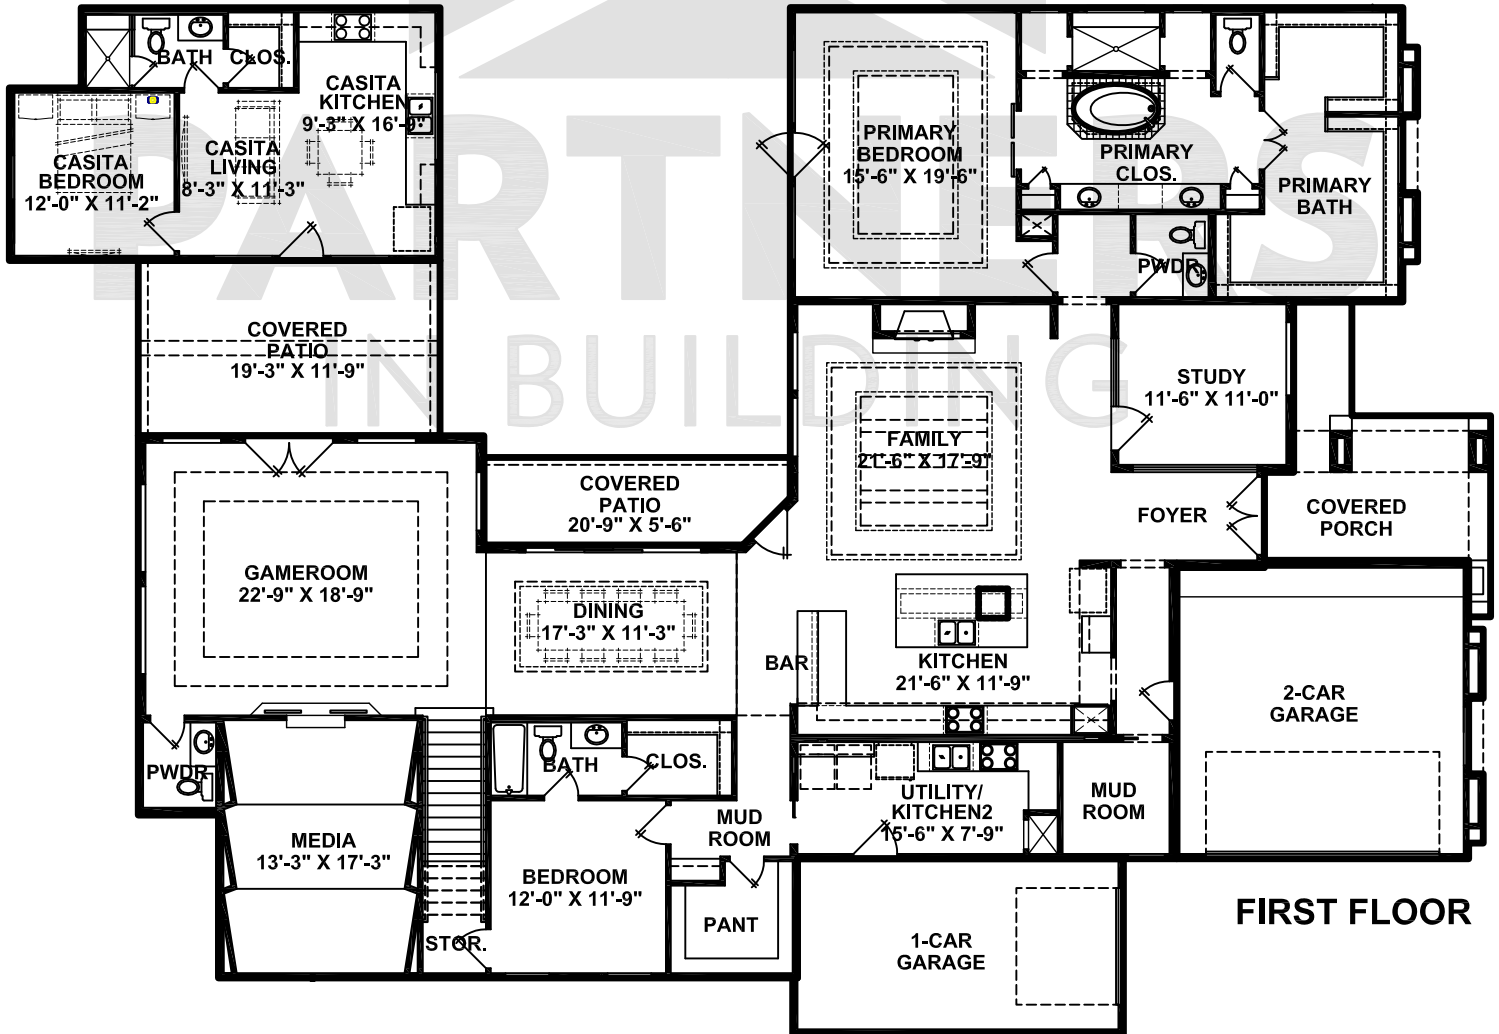 PARTNERS
IN BUILDING
BATH
CLOS.
CASITA
KITCHEN
9'-3" X 16'-9"
CASITA
LIVING
8'-3" X 11'-3"
CASITA
BEDROOM
12'-0" X 11'-2"
COVERED
PATIO
19'-3" X 11'-9"
PRIMARY
BEDROOM
15'-6" X 19'-6"
PRIMARY
CLOS.
PRIMARY
BATH
PWDR
STUDY
11'-6" X 11'-0"
FAMILY
21'-6" X 17'-9"
COVERED
PATIO
20'-9" X 5'-6"
FOYER
COVERED
PORCH
GAMEROOM
22'-9" X 18'-9"
DINING
17'-3" X 11'-3"
BAR
KITCHEN
21'-6" X 11'-9"
2-CAR
GARAGE
PWDR
BATH
CLOS.
UTILITY/
KITCHEN2
15'-6" X 7'-9"
MUD
ROOM
MUD
ROOM
MEDIA
13'-3" X 17'-3"
BEDROOM
12'-0" X 11'-9"
PANT
STOR.
1-CAR
GARAGE
FIRST FLOOR